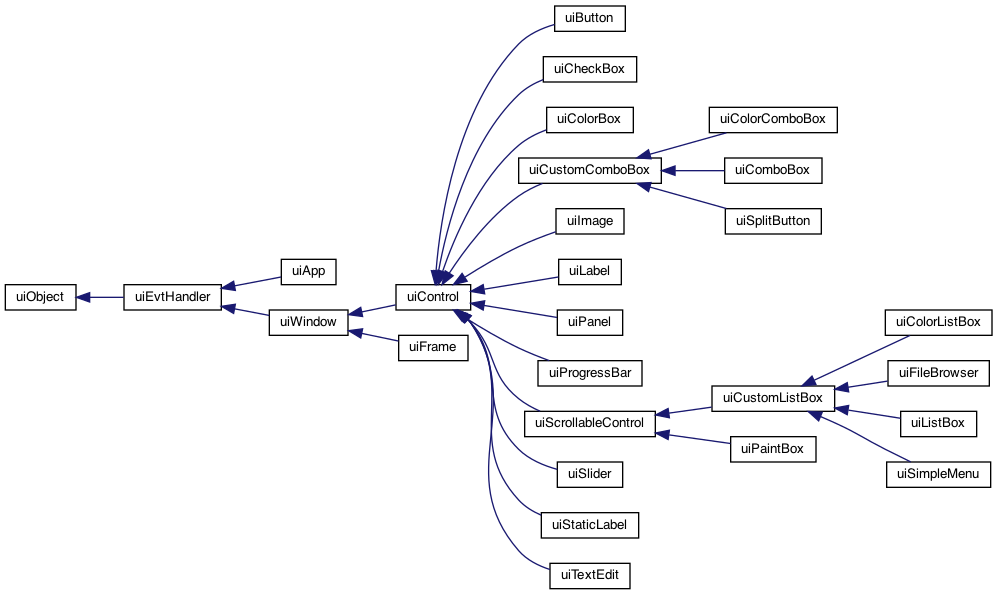 uiButton
uiCheckBox
uiColorBox
uiColorComboBox
uiCustomComboBox
uiComboBox
uiImage
uiSplitButton
uiApp
uiLabel
uiObject
uiEvtHandler
uiControl
uiWindow
uiPanel
uiColorListBox
uiFrame
uiProgressBar
uiFileBrowser
uiCustomListBox
uiScrollableControl
uiListBox
uiPaintBox
uiSlider
uiSimpleMenu
uiStaticLabel
uiTextEdit